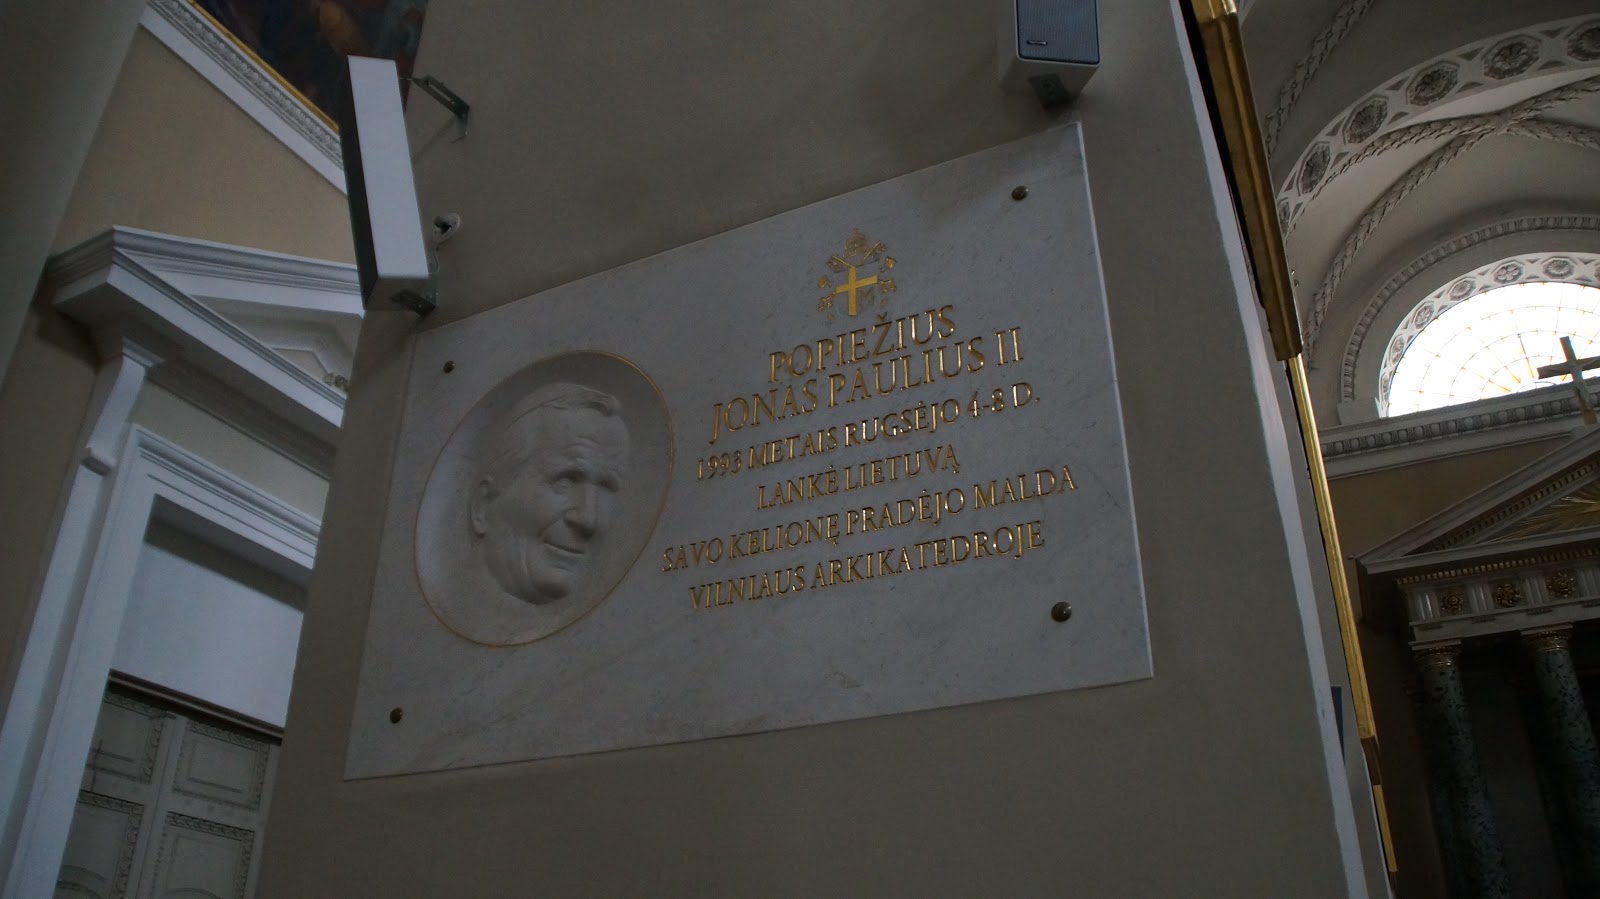 POPIEŽIUS
JONAS PAULIUS II
1993 METAIS RUGSĖJO 4-8 D.
LANKĖ LIETUVĄ
SAVO KELIONĘ PRADĖJO MALDA
VILNIAUS ARKIKATEDROJE